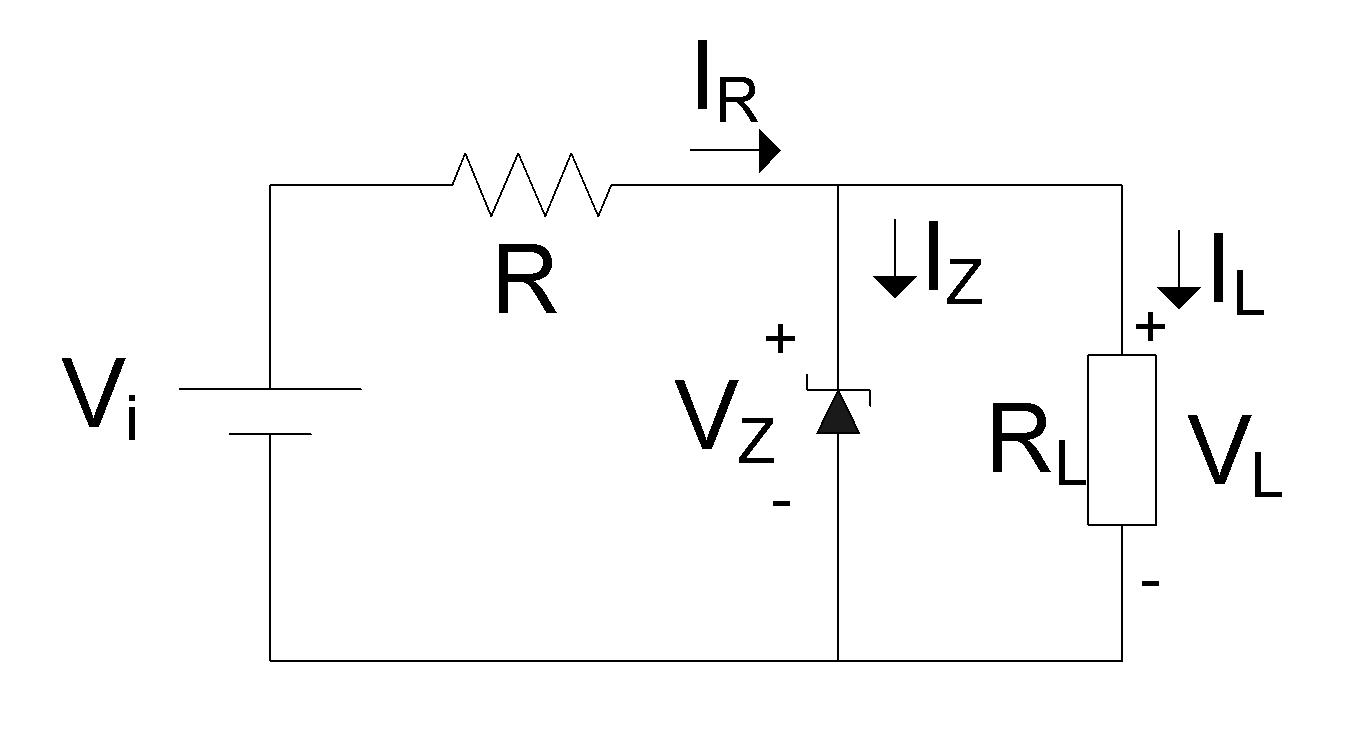 I_R
R
I_Z
I_L
+
+
V_i
V_Z
R_L
V_L
-
-